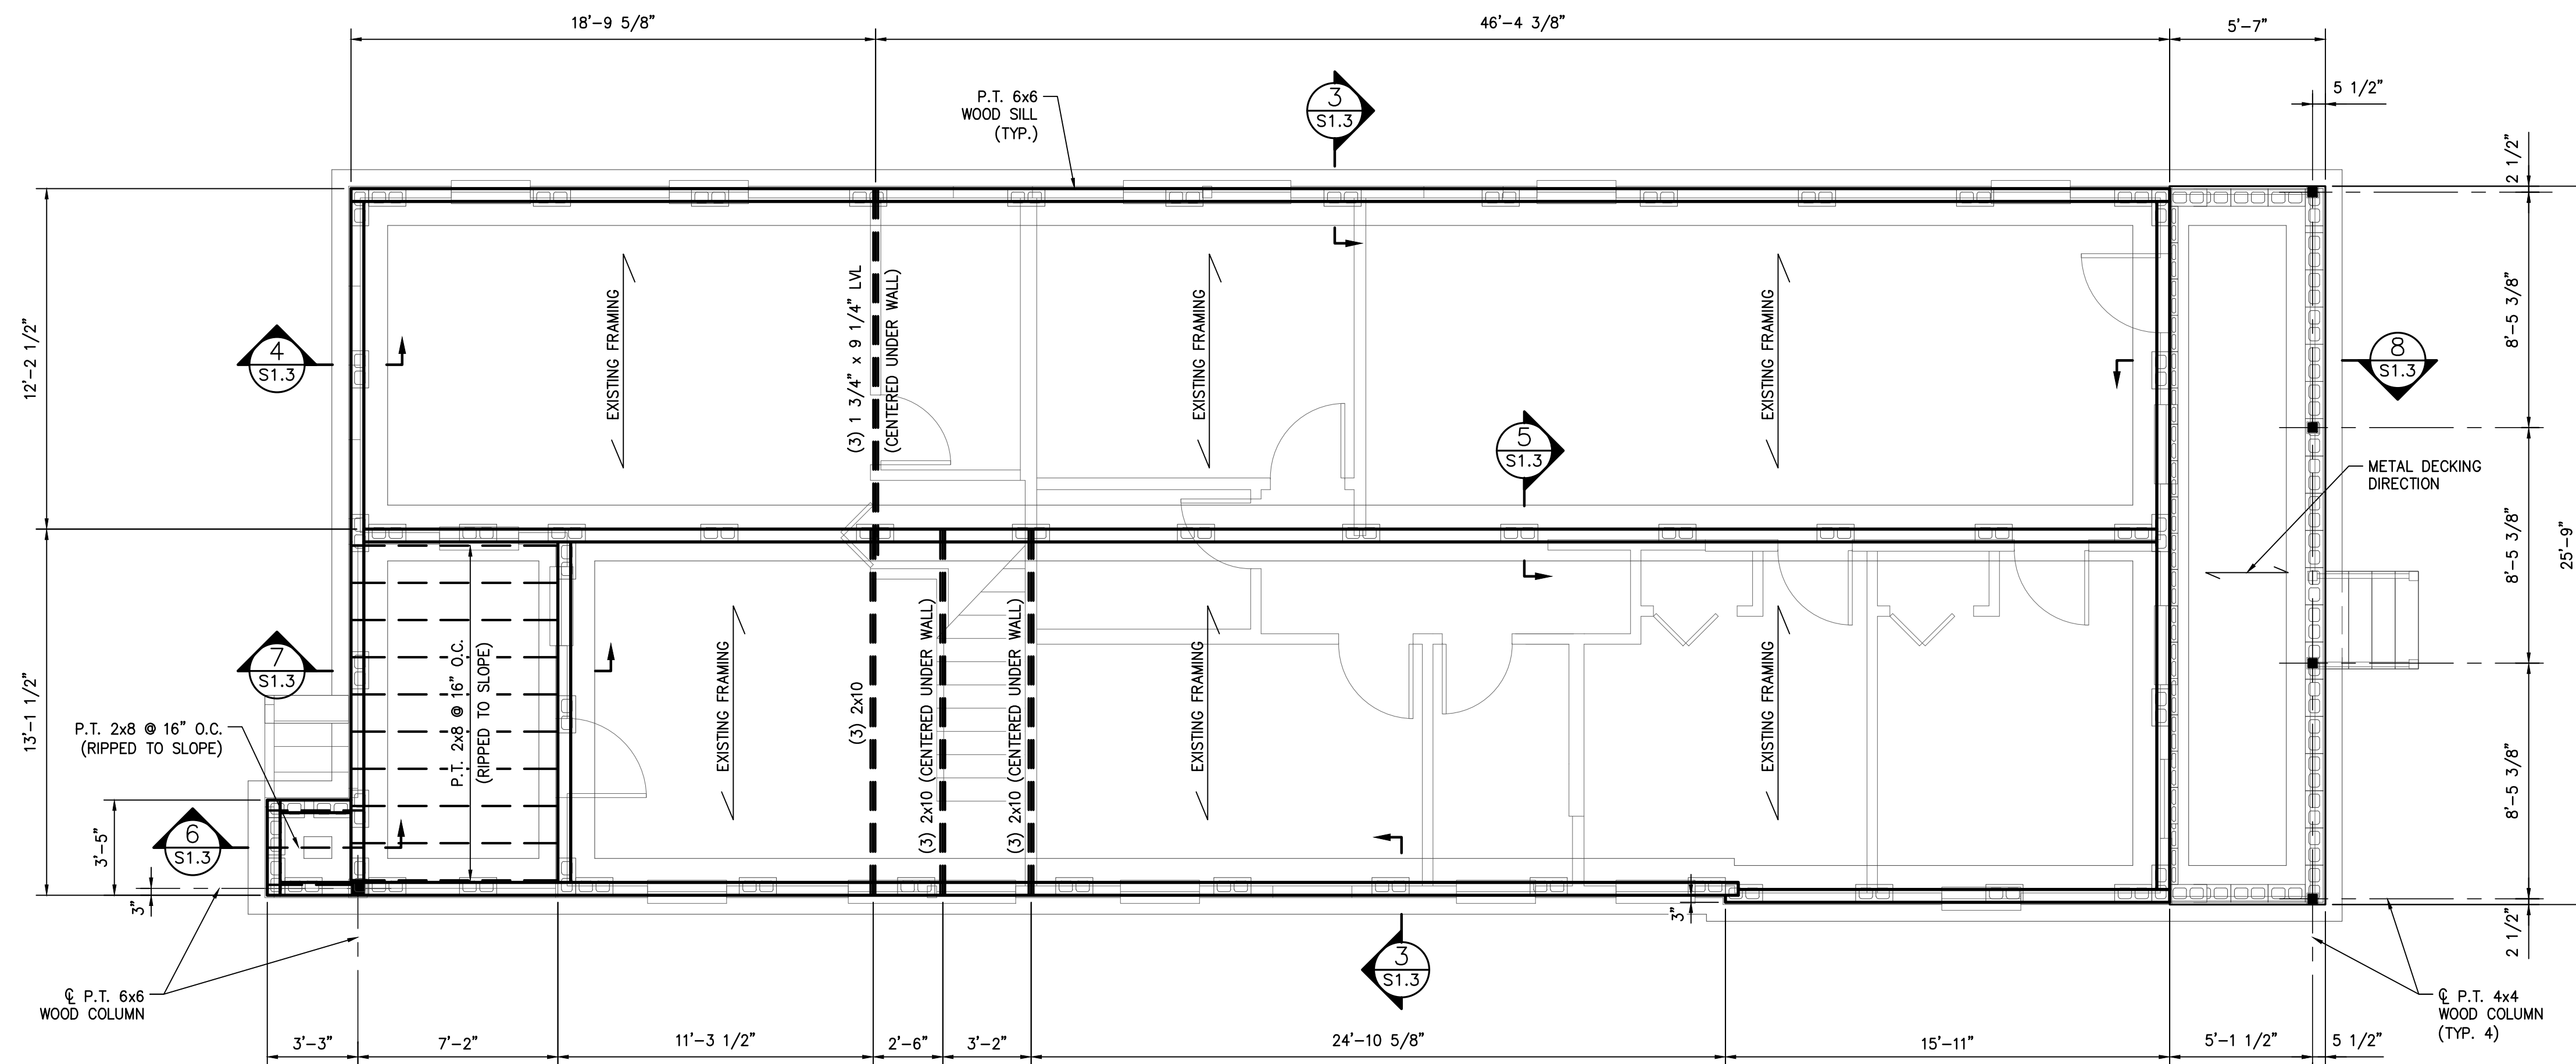 18'-9 5/8"
46'-4 3/8"
5'-7"
5 1/2"
P.T. 6x6
WOOD SILL
(TYP.)
3
S1.3
2 1/2"
12'-2 1/2"
4
S1.3
EXISTING FRAMING
(3) 1 3/4" x 9 1/4" LVL
(CENTERED UNDER WALL)
EXISTING FRAMING
EXISTING FRAMING
8
S1.3
8'-5 3/8"
5
S1.3
METAL DECKING
DIRECTION
8'-5 3/8"
25'-9"
13'-1 1/2"
7
S1.3
P.T. 2x8 @ 16" O.C.
(RIPPED TO SLOPE)
P.T. 2x8 @ 16" O.C.
(RIPPED TO SLOPE)
EXISTING FRAMING
(3) 2x10
(3) 2x10 (CENTERED UNDER WALL)
(3) 2x10 (CENTERED UNDER WALL)
EXISTING FRAMING
EXISTING FRAMING
8'-5 3/8"
3'-5"
6
S1.3
3"
3"
2 1/2"
3
S1.3
℄ P.T. 6x6
WOOD COLUMN
℄ P.T. 4x4
WOOD COLUMN
(TYP. 4)
3'-3"
7'-2"
11'-3 1/2"
2'-6"
3'-2"
24'-10 5/8"
15'-11"
5'-1 1/2"
5 1/2"